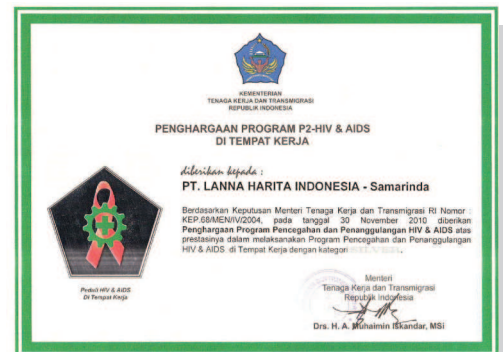 KEMENTERIAN
TENAGA KERJA DAN TRANSMIGRASI
REPUBLIK INDONESIA
PENGHARGAAN PROGRAM P2-HIV & AIDS
DI TEMPAT KERJA
diberikan kepada :
PT. LANNA HARITA INDONESIA - Samarinda
Berdasarkan Keputusan Menteri Tenaga Kerja dan Transmigrasi RI Nomor :
KEP.68/MEN/IV/2004, pada tanggal 30 November 2010 diberikan
Penghargaan Program Pencegahan dan Penanggulangan HIV & AIDS atas
prestasinya dalam melaksanakan Program Pencegahan dan Penanggulangan
HIV & AIDS di Tempat Kerja dengan kategori
Peduli HIV & AIDS
Di Tempat Kerja
Menteri
Tenaga Kerja dan Transmigrasi
Republik Indonesia
Drs. H. A. Muhaimin Iskandar, MSi